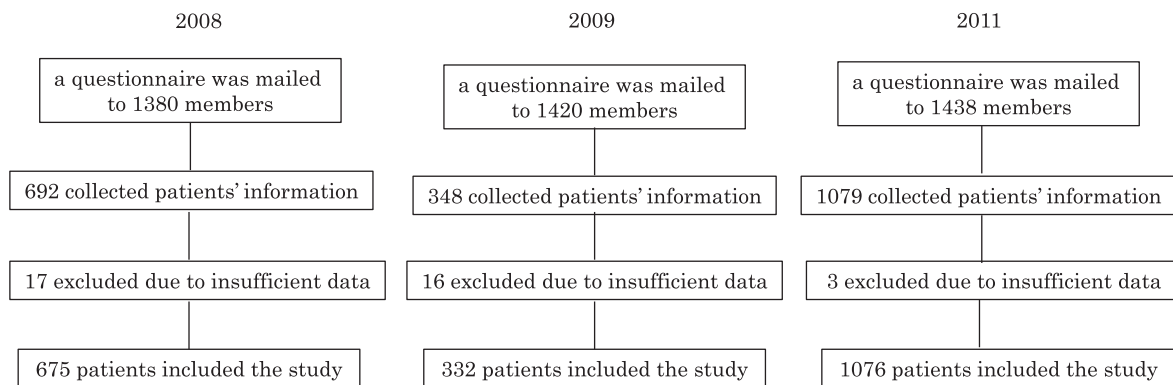 2008
a questionnaire was mailed
to 1380 members
692 collected patients’ information
17 excluded due to insufficient data
675 patients included the study
2009
a questionnaire was mailed
to 1420 members
348 collected patients’ information
16 excluded due to insufficient data
332 patients included the study
2011
a questionnaire was mailed
to 1438 members
1079 collected patients’ information
3 excluded due to insufficient data
1076 patients included the study